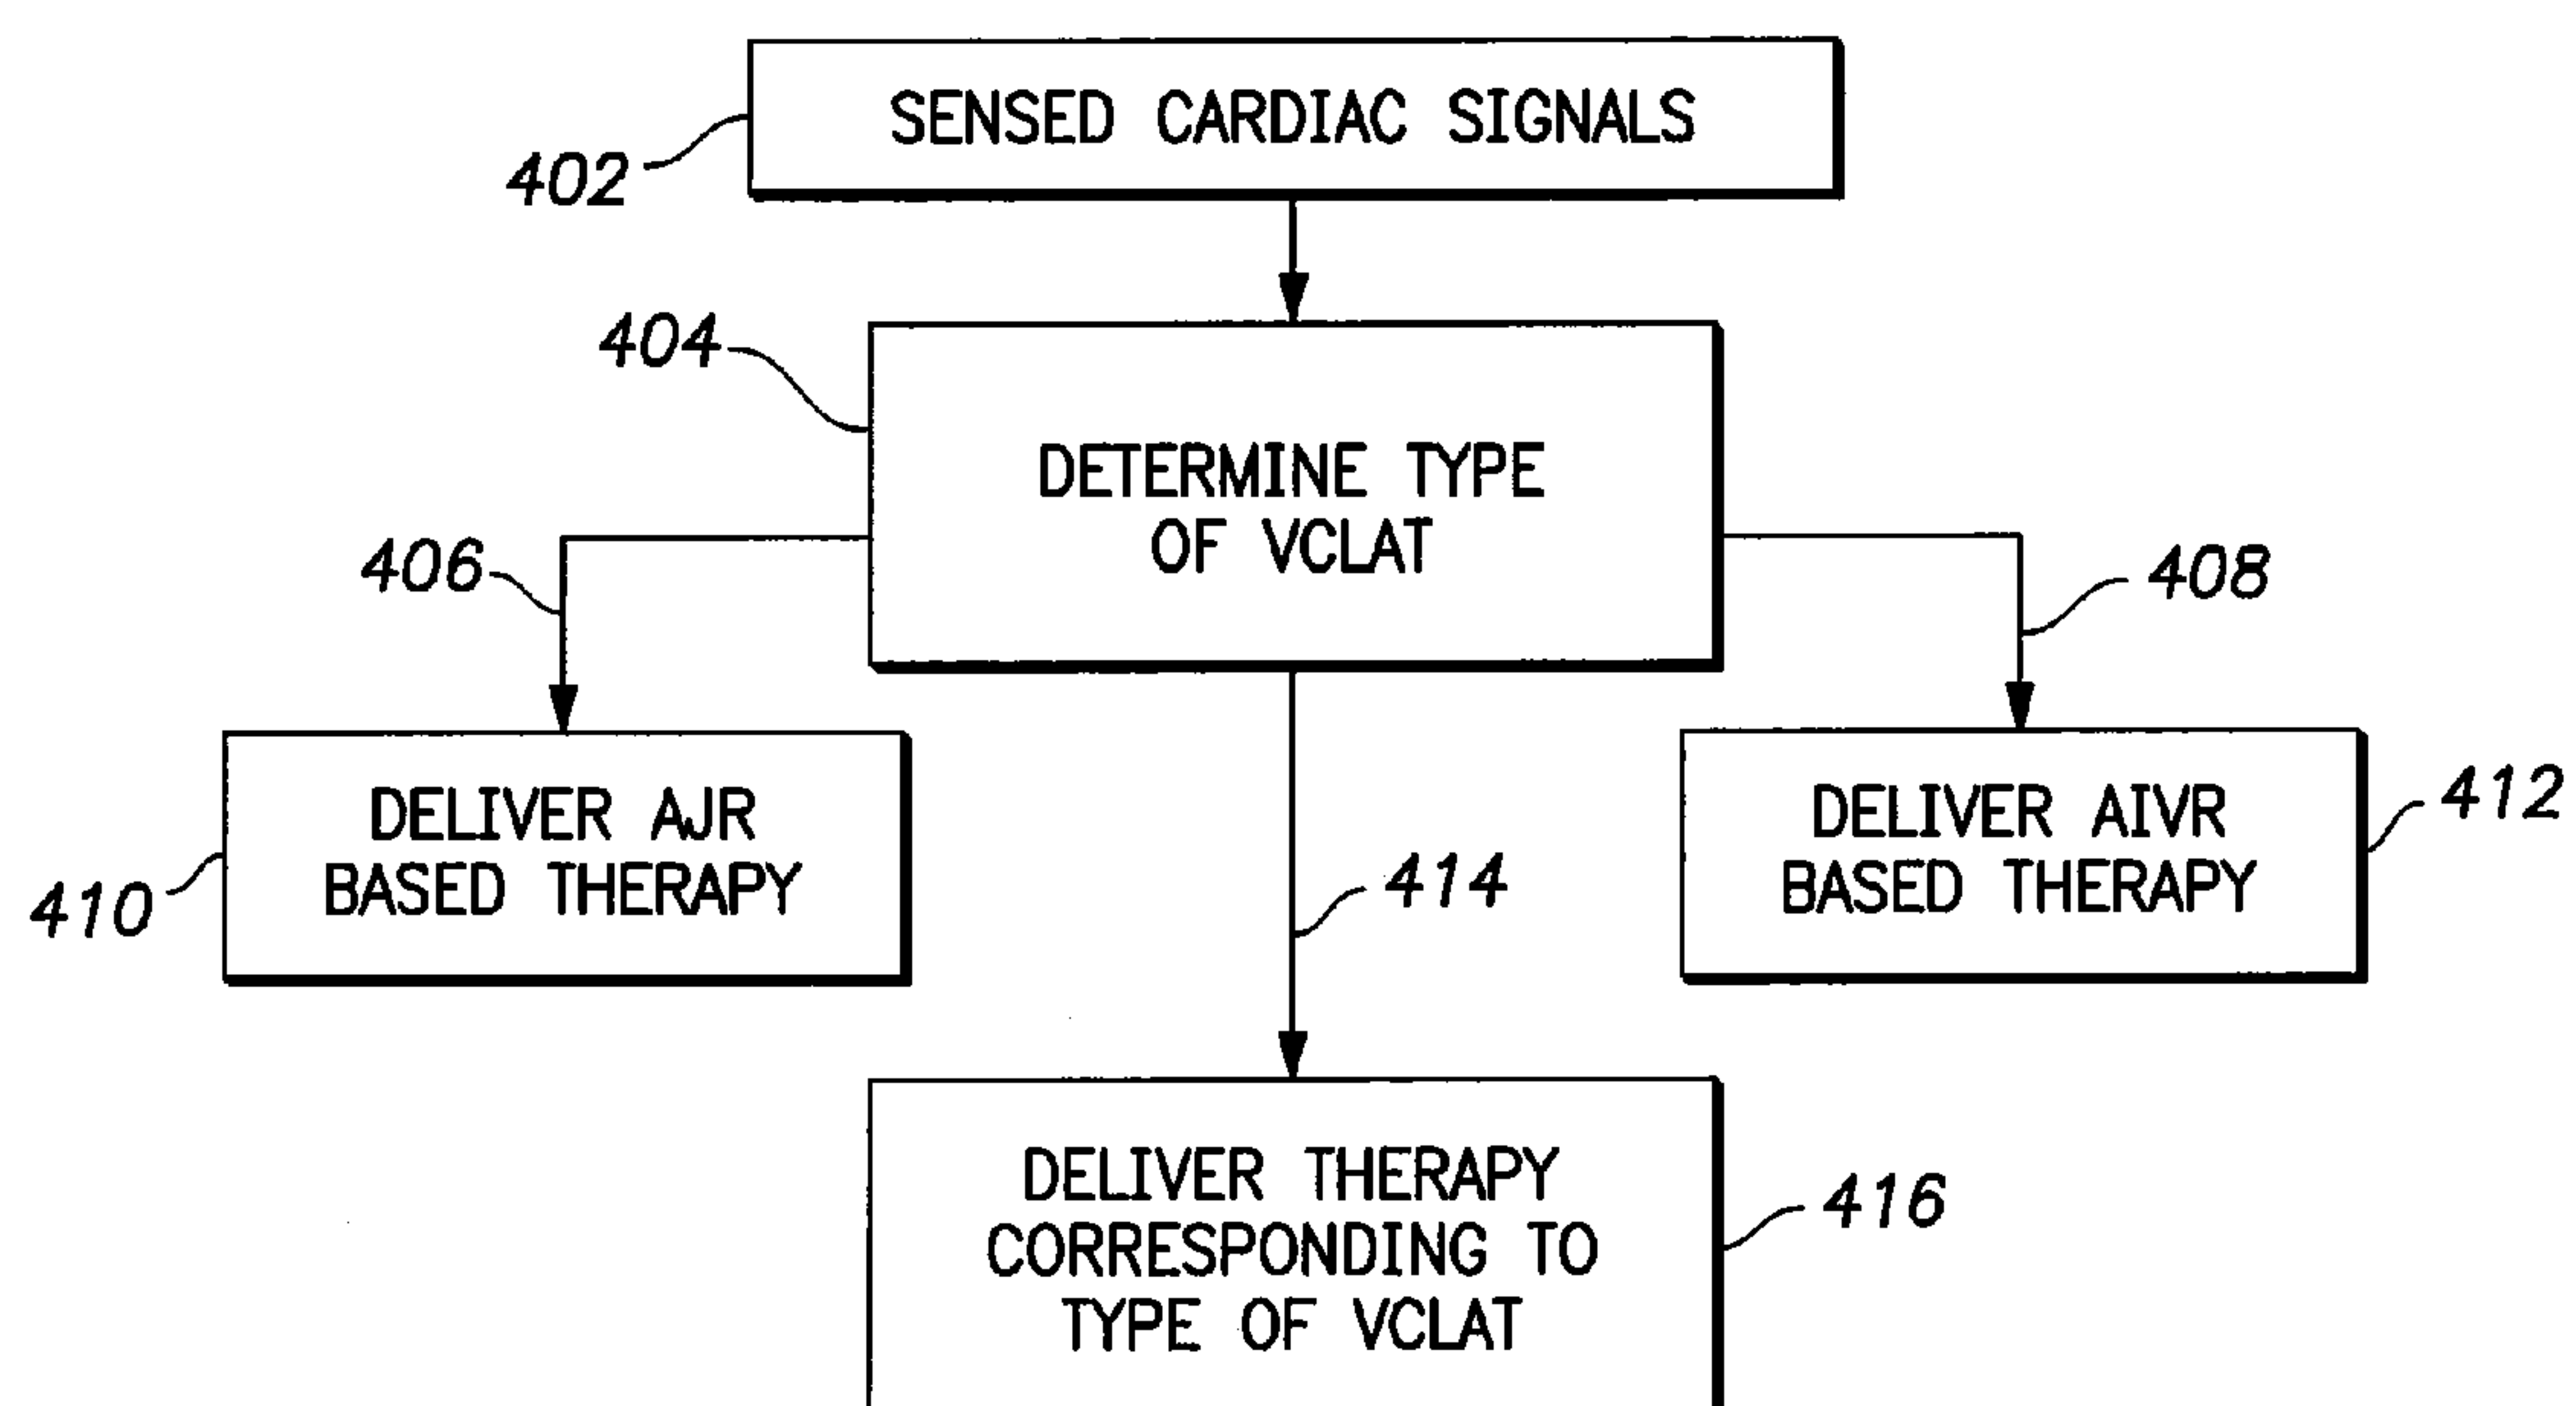 SENSED CARDIAC SIGNALS
402
404
DETERMINE TYPE
OF VCLAT
406
408
DELIVER AJR
BASED THERAPY
410
DELIVER AIVR
BASED THERAPY
412
414
DELIVER THERAPY
CORRESPONDING TO
TYPE OF VCLAT
416